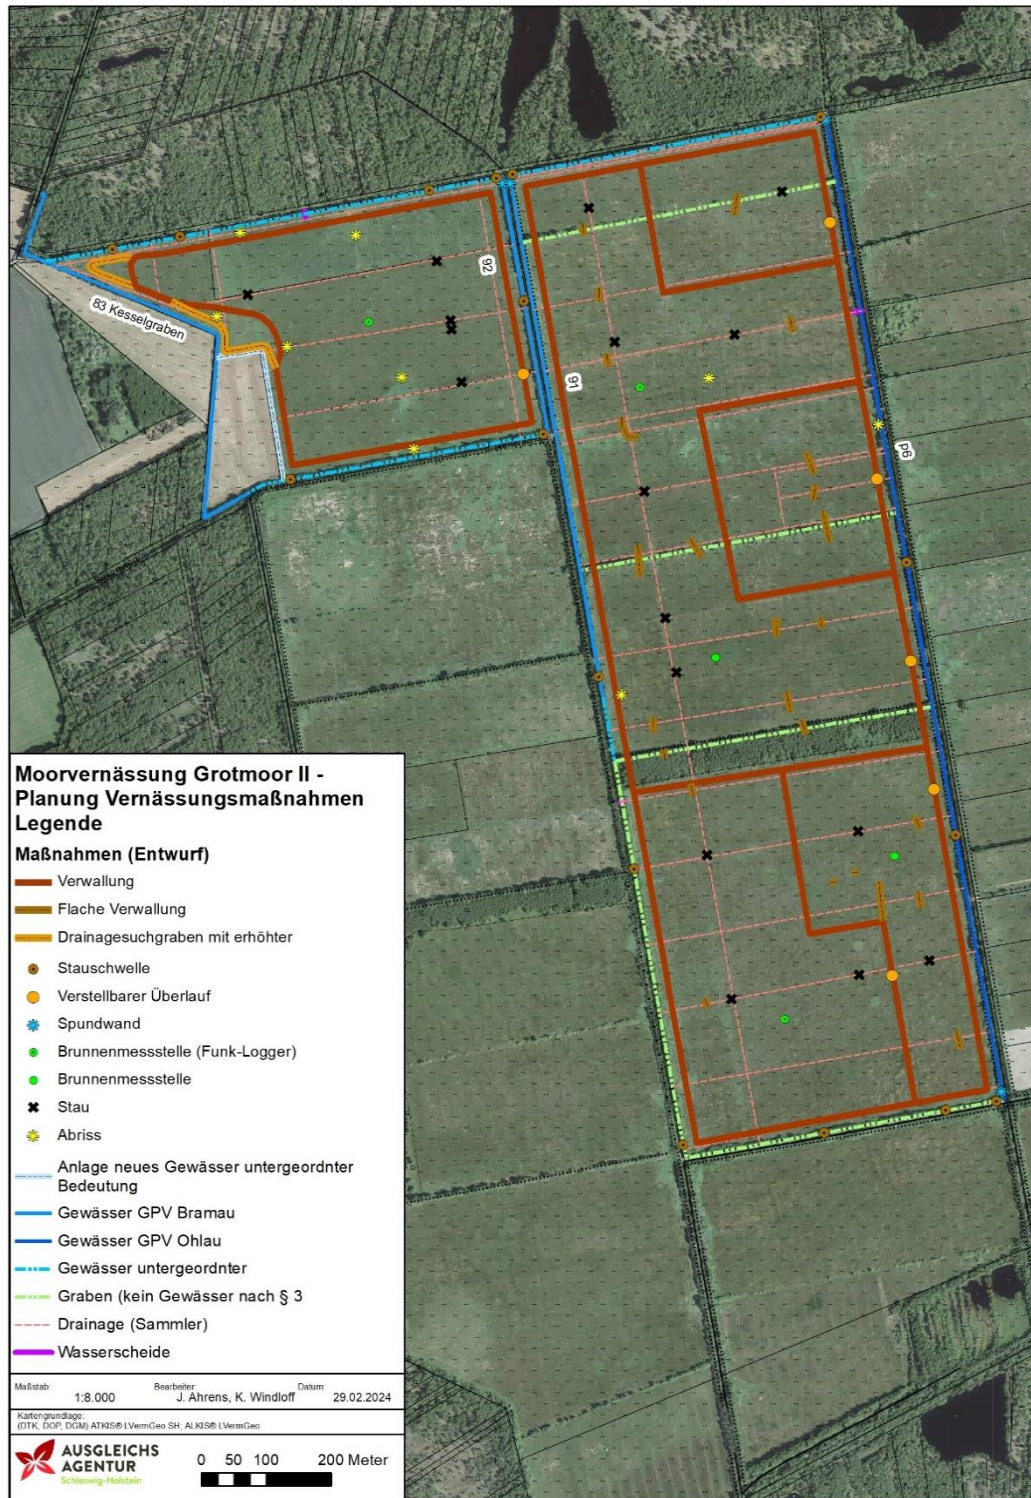 92
83 Kesselgraben
91
p6
Moorvernässung Grotmoor II -
Planung Vernässungsmaßnahmen
Legende
Maßnahmen (Entwurf)
Verwallung
Flache Verwallung
Drainagesuchgraben mit erhöhter
Stauschwelle
Verstellbarer Überlauf
Spundwand
Brunnenmessstelle (Funk-Logger)
Brunnenmessstelle
Stau
Abriss
Anlage neues Gewässer untergeordnter
Bedeutung
Gewässer GPV Bramau
Gewässer GPV Ohlau
Gewässer untergeordnter
Graben (kein Gewässer nach § 3
Drainage (Sammler)
Wasserscheide
Maßstab: Bearbeiter: Datum:
1:8.000 J. Ahrens, K. Windloff 29.02.2024
Kartengrundlage:
(DTK, DOP, DGM) ATKIS® LVermGeo SH, ALKIS® LVermGeo
AUSGLEICHS
AGENTUR
Schleswig-Holstein
0 50 100 200 Meter